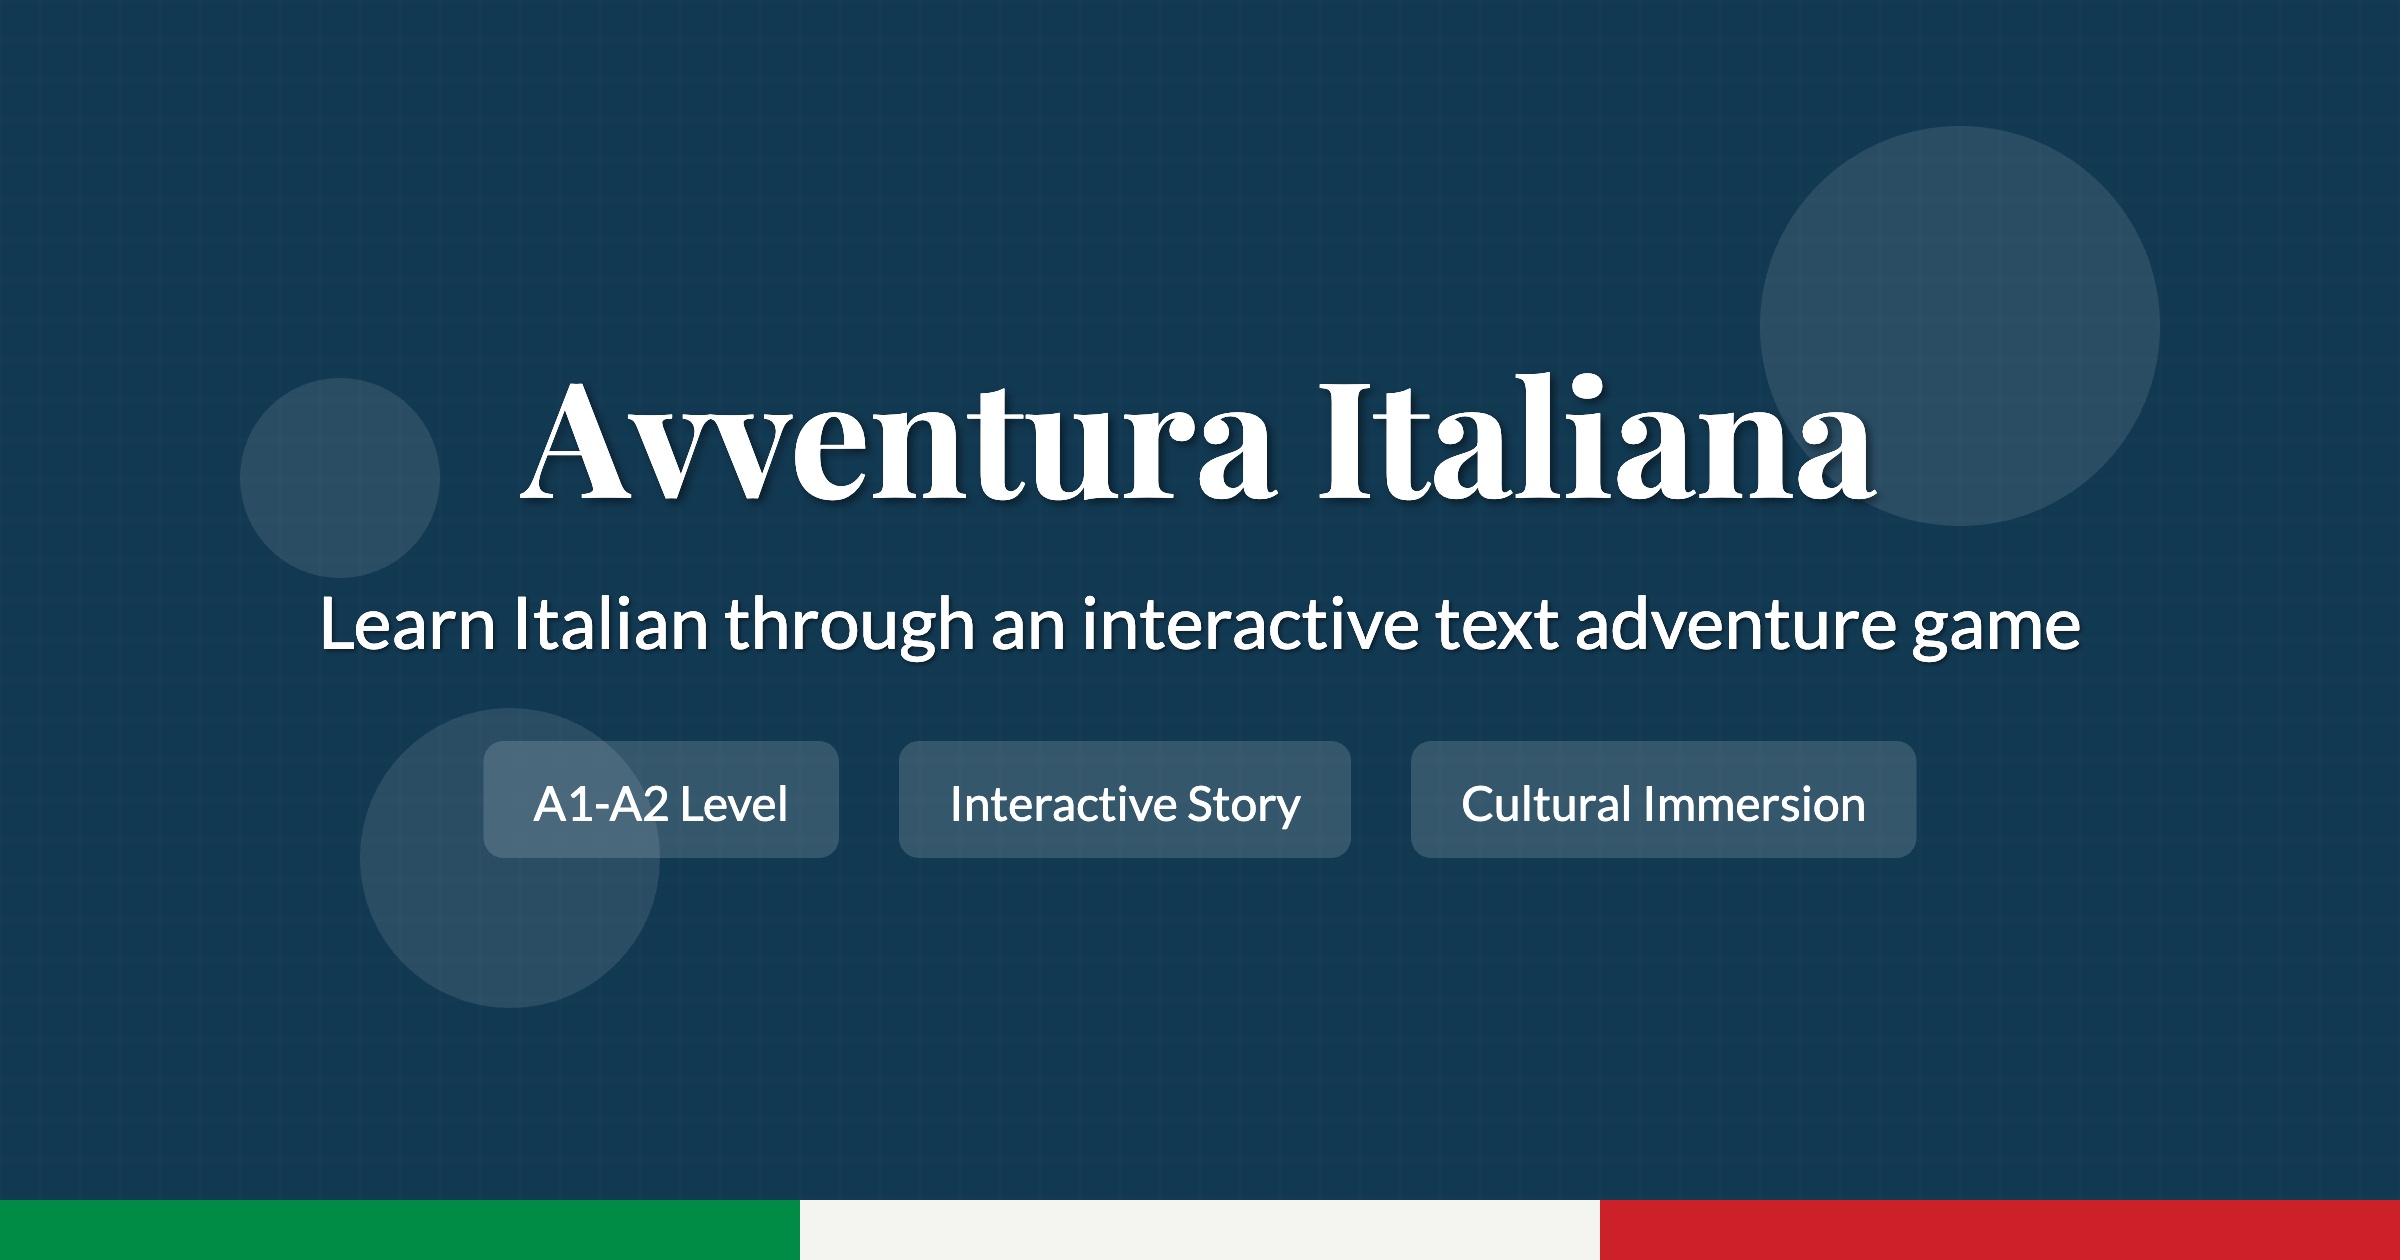 Avventura Italiana
Learn Italian through an interactive text adventure game
A1-A2 Level
Interactive Story
Cultural Immersion